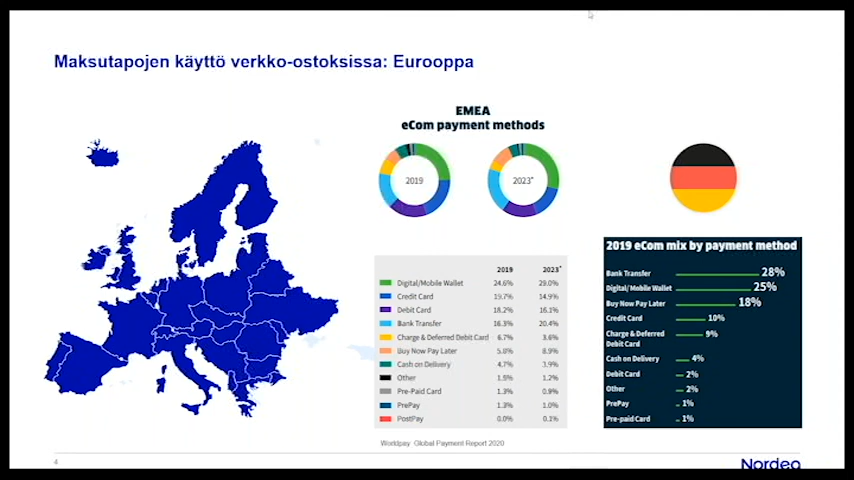 Maksutapojen käyttö verkko-ostoksissa: Eurooppa
EMEA
eCom payment methods
2019
2023*
2019 2023*
Digital/Mobile Wallet 24.6% 29.0%
Credit Card 19.7% 14.9%
Debit Card 18.2% 16.1%
Bank Transfer 16.3% 20.4%
Charge & Deferred Debit Card 6.7% 3.6%
Buy Now Pay Later 5.8% 8.9%
Cash on Delivery 4.7% 3.9%
Other 1.5% 1.2%
Pre-Paid Card 1.3% 0.9%
PrePay 1.3% 1.0%
PostPay 0.0% 0.1%
Worldpay Global Payment Report 2020
2019 eCom mix by payment method
Bank Transfer 28%
Digital/ Mobile Wallet 25%
Buy Now Pay Later 18%
Credit Card 10%
Charge & Deferred
Debit Card 9%
Cash on Delivery 4%
Debit Card 2%
Other 2%
PrePay 1%
Pre-paid Card 1%
4
Nordea